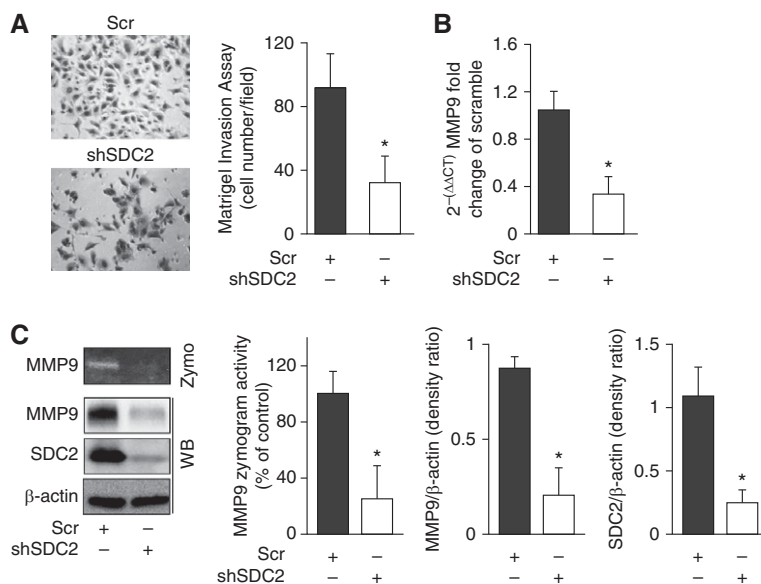 A
Scr
shSDC2
Matrigel Invasion Assay
(cell number/field)
120
80
40
0
*
Scr + –
shSDC2 – +
B
2–(ΔΔCT) MMP9 fold
change of scramble
1.6
1.2
0.8
0.4
0
*
Scr + –
shSDC2 – +
C
MMP9
Zymo
MMP9
SDC2
β-actin
WB
Scr + –
shSDC2 – +
MMP9 zymogram activity
(% of control)
120
80
40
0
*
Scr + –
shSDC2 – +
MMP9/β-actin (density ratio)
1
0.5
0
*
+ –
– +
SDC2/β-actin (density ratio)
1.5
1
0.5
0
*
+ –
– +